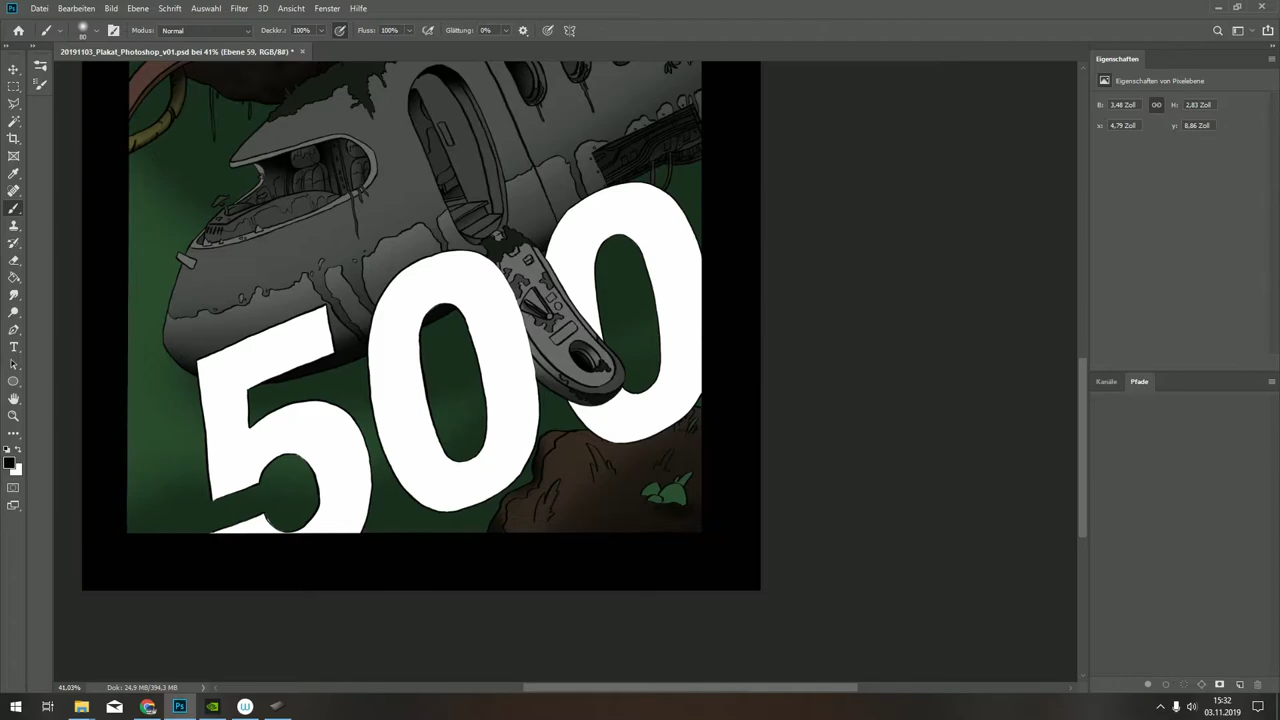 Ps Datei Bearbeiten Bild Ebene Schrift Auswahl Filter 3D Ansicht Fenster Hilfe
80 Modus: Normal Deckkr.: 100% Fluss: 100% Glättung: 0%
20191103_Plakat_Photoshop_v01.psd bei 41% (Ebene 59, RGB/8#) *
Eigenschaften
Eigenschaften von Pixelebene
B: 3,48 Zoll H: 2,83 Zoll
x: 4,79 Zoll y: 8,86 Zoll
500
Kanäle Pfade
41,03% Dok: 24,9 MB/394,3 MB
15:32
03.11.2019